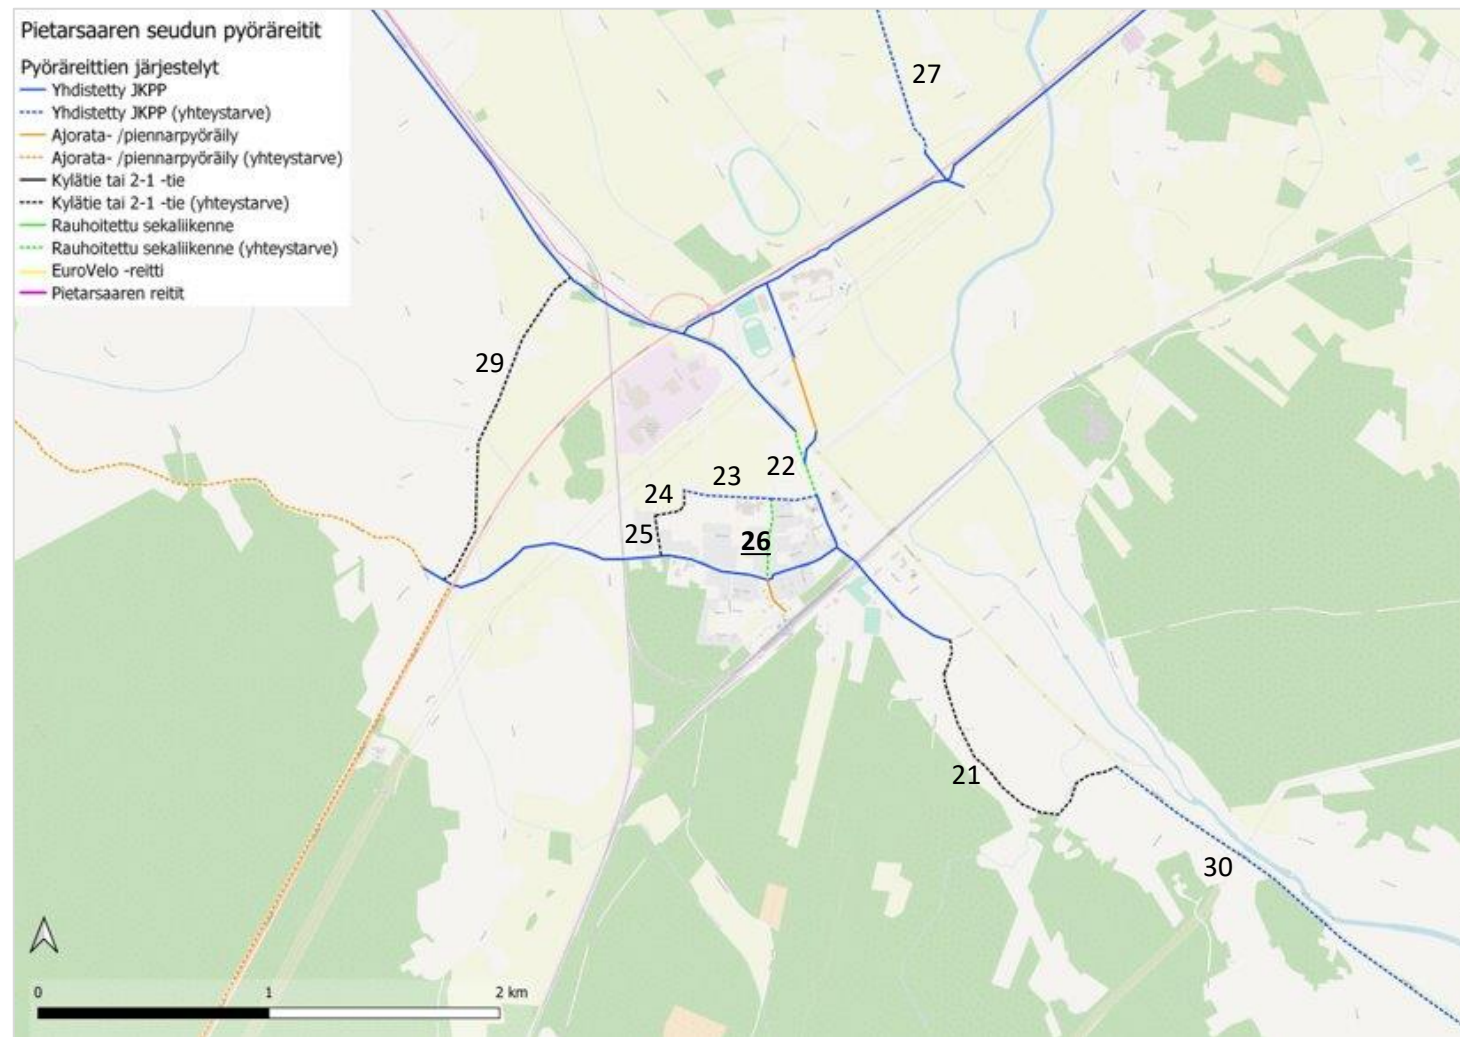 Pietarsaaren seudun pyöräreitit
Pyöräreittien järjestelyt
Yhdistetty JKPP
Yhdistetty JKPP (yhteystarve)
Ajorata- /piennarpyöräily
Ajorata- /piennarpyöräily (yhteystarve)
Kylätie tai 2-1 -tie
Kylätie tai 2-1 -tie (yhteystarve)
Rauhoitettu sekaliikenne
Rauhoitettu sekaliikenne (yhteystarve)
EuroVelo -reitti
Pietarsaaren reitit
27
29
22
23
24
25
26
21
30
0 1 2 km